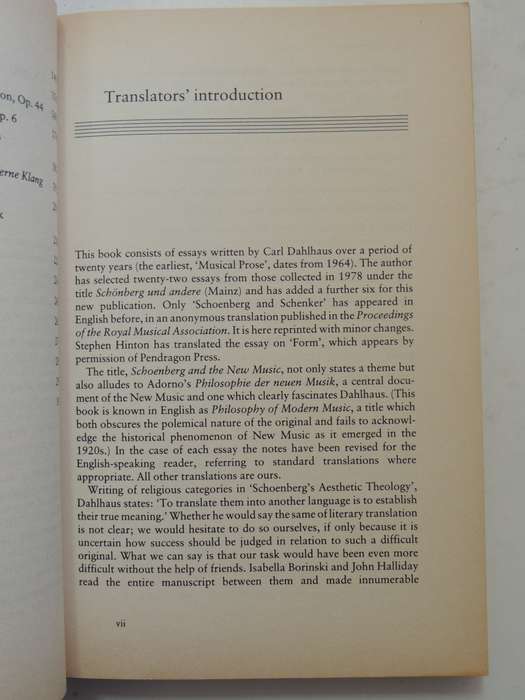 on, Op. 44
p. 6
erne Klang
Translators' introduction
This book consists of essays written by Carl Dahlhaus over a period of
twenty years (the earliest, 'Musical Prose', dates from 1964). The author
has selected twenty-two essays from those collected in 1978 under the
title Schönberg und andere (Mainz) and has added a further six for this
new publication. Only 'Schoenberg and Schenker' has appeared in
English before, in an anonymous translation published in the Proceedings
of the Royal Musical Association. It is here reprinted with minor changes.
Stephen Hinton has translated the essay on 'Form', which appears by
permission of Pendragon Press.
The title, Schoenberg and the New Music, not only states a theme but
also alludes to Adorno's Philosophie der neuen Musik, a central docu-
ment of the New Music and one which clearly fascinates Dahlhaus. (This
book is known in English as Philosophy of Modern Music, a title which
both obscures the polemical nature of the original and fails to acknowl-
edge the historical phenomenon of New Music as it emerged in the
1920s.) In the case of each essay the notes have been revised for the
English-speaking reader, referring to standard translations where
appropriate. All other translations are ours.
Writing of religious categories in 'Schoenberg's Aesthetic Theology',
Dahlhaus states: 'To translate them into another language is to establish
their true meaning.' Whether he would say the same of literary translation
is not clear; we would hesitate to do so ourselves, if only because it is
uncertain how success should be judged in relation to such a difficult
original. What we can say is that our task would have been even more
difficult without the help of friends. Isabella Borinski and John Halliday
read the entire manuscript between them and made innumerable
vii